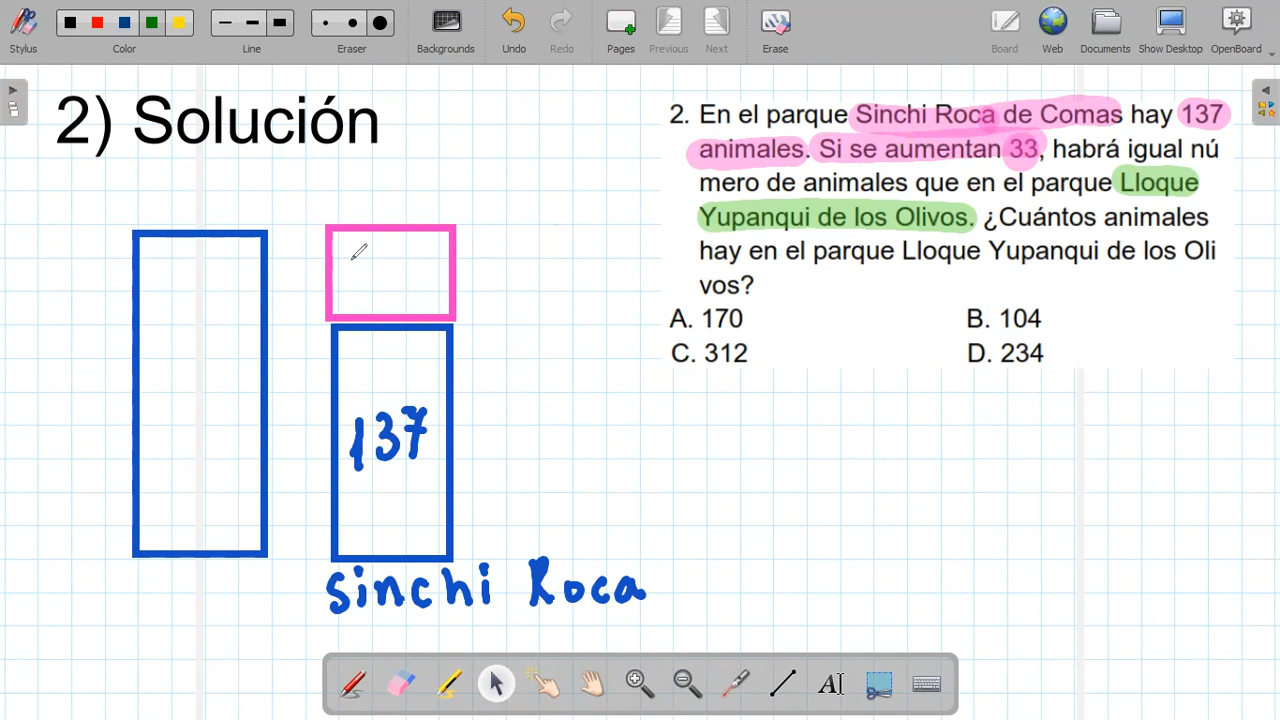 Stylus
Color
Line
Eraser
Backgrounds
Undo
Redo
Pages
Previous
Next
Erase
Board
Web
Documents
Show Desktop
OpenBoard
2) Solución
2. En el parque Sinchi Roca de Comas hay 137
animales. Si se aumentan 33, habrá igual nú
mero de animales que en el parque Lloque
Yupanqui de los Olivos. ¿Cuántos animales
hay en el parque Lloque Yupanqui de los Oli
vos?
A. 170
B. 104
C. 312
D. 234
137
Sinchi Roca
AI